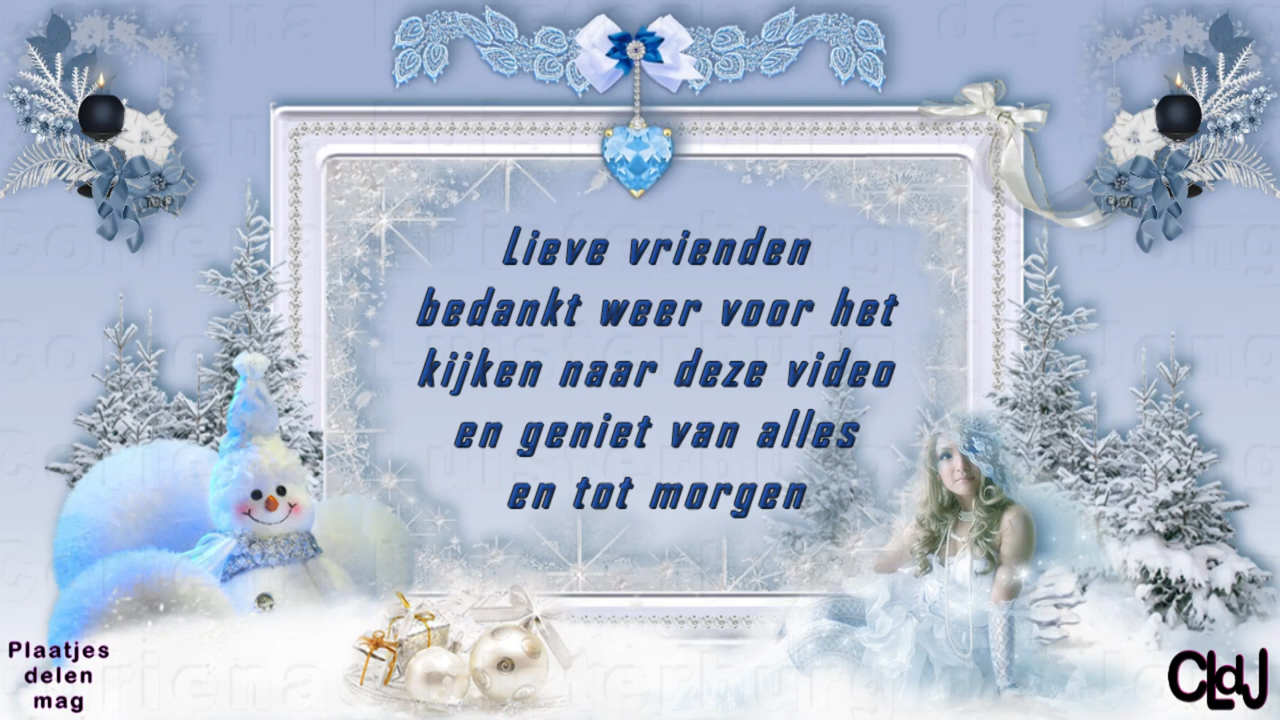 Lieve vrienden
bedankt weer voor het
kijken naar deze video
en geniet van alles
en tot morgen
Plaatjes
delen
mag
CLdJ